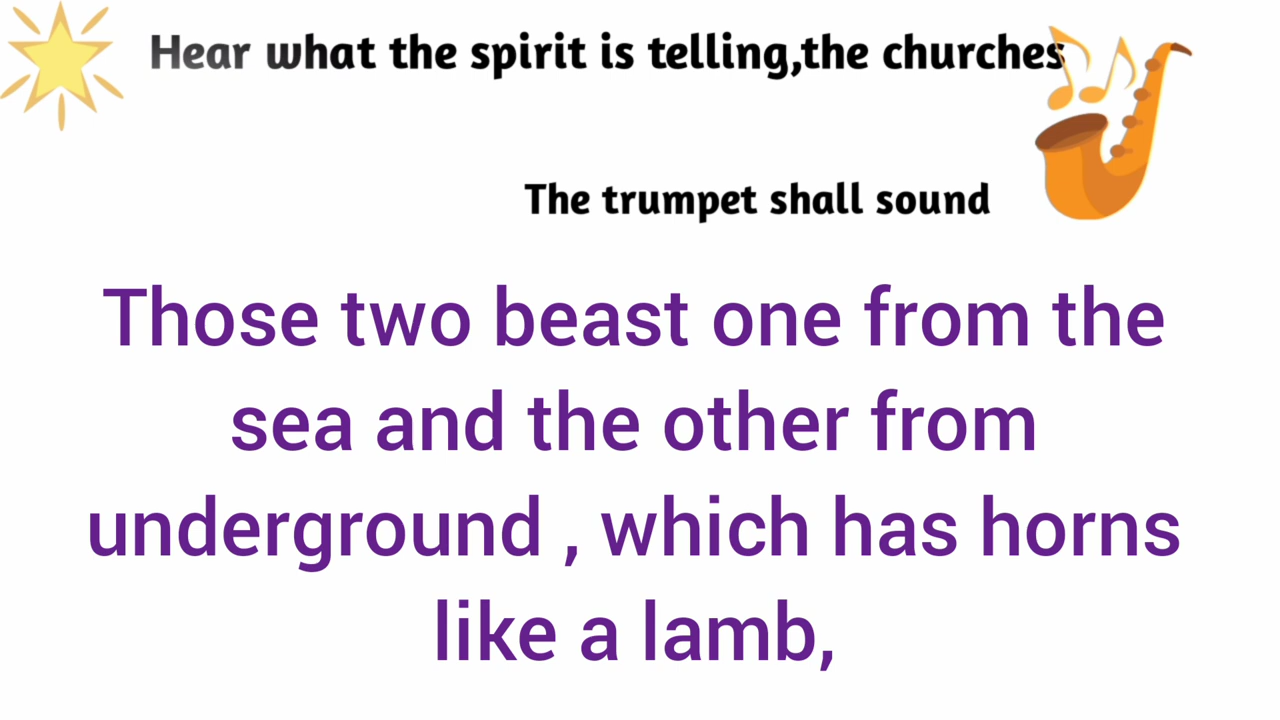 Hear what the spirit is telling,the churches
The trumpet shall sound
Those two beast one from the
sea and the other from
underground , which has horns
like a lamb,